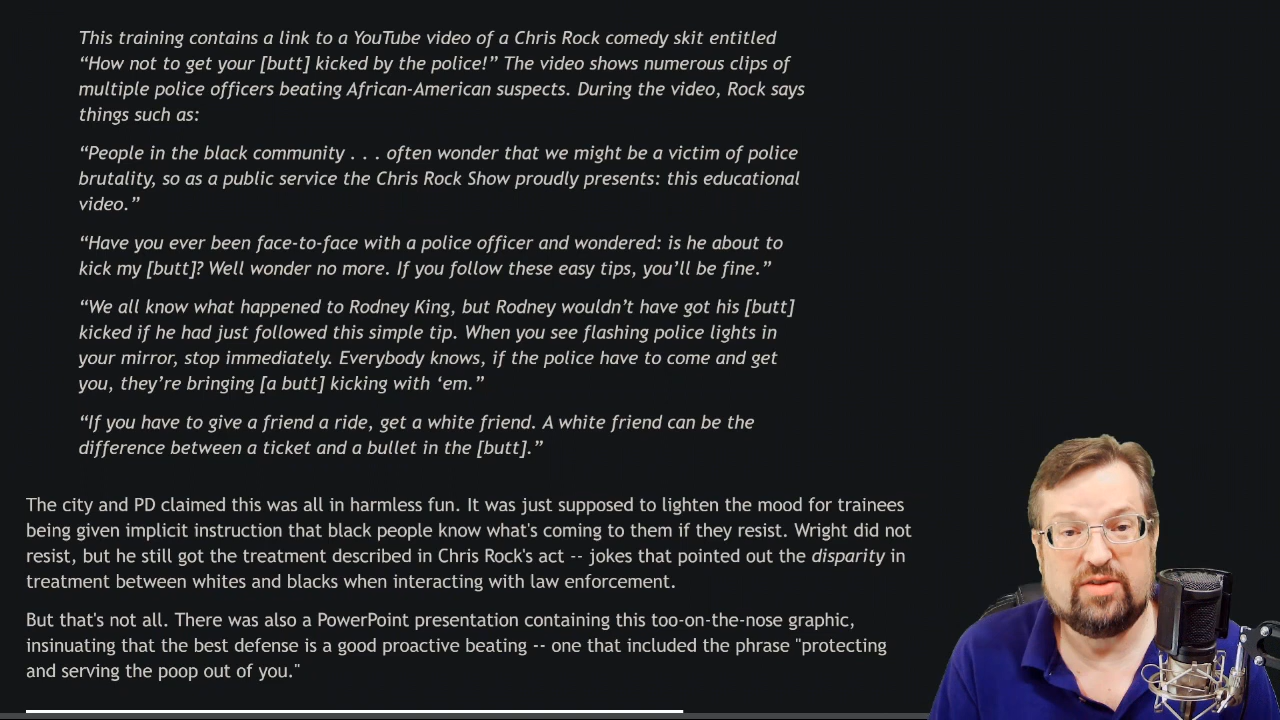 This training contains a link to a YouTube video of a Chris Rock comedy skit entitled
“How not to get your [butt] kicked by the police!” The video shows numerous clips of
multiple police officers beating African-American suspects. During the video, Rock says
things such as:
“People in the black community . . . often wonder that we might be a victim of police
brutality, so as a public service the Chris Rock Show proudly presents: this educational
video.”
“Have you ever been face-to-face with a police officer and wondered: is he about to
kick my [butt]? Well wonder no more. If you follow these easy tips, you’ll be fine.”
“We all know what happened to Rodney King, but Rodney wouldn’t have got his [butt]
kicked if he had just followed this simple tip. When you see flashing police lights in
your mirror, stop immediately. Everybody knows, if the police have to come and get
you, they’re bringing [a butt] kicking with ‘em.”
“If you have to give a friend a ride, get a white friend. A white friend can be the
difference between a ticket and a bullet in the [butt].”
The city and PD claimed this was all in harmless fun. It was just supposed to lighten the mood for trainees
being given implicit instruction that black people know what's coming to them if they resist. Wright did not
resist, but he still got the treatment described in Chris Rock's act -- jokes that pointed out the disparity in
treatment between whites and blacks when interacting with law enforcement.
But that's not all. There was also a PowerPoint presentation containing this too-on-the-nose graphic,
insinuating that the best defense is a good proactive beating -- one that included the phrase "protecting
and serving the poop out of you."